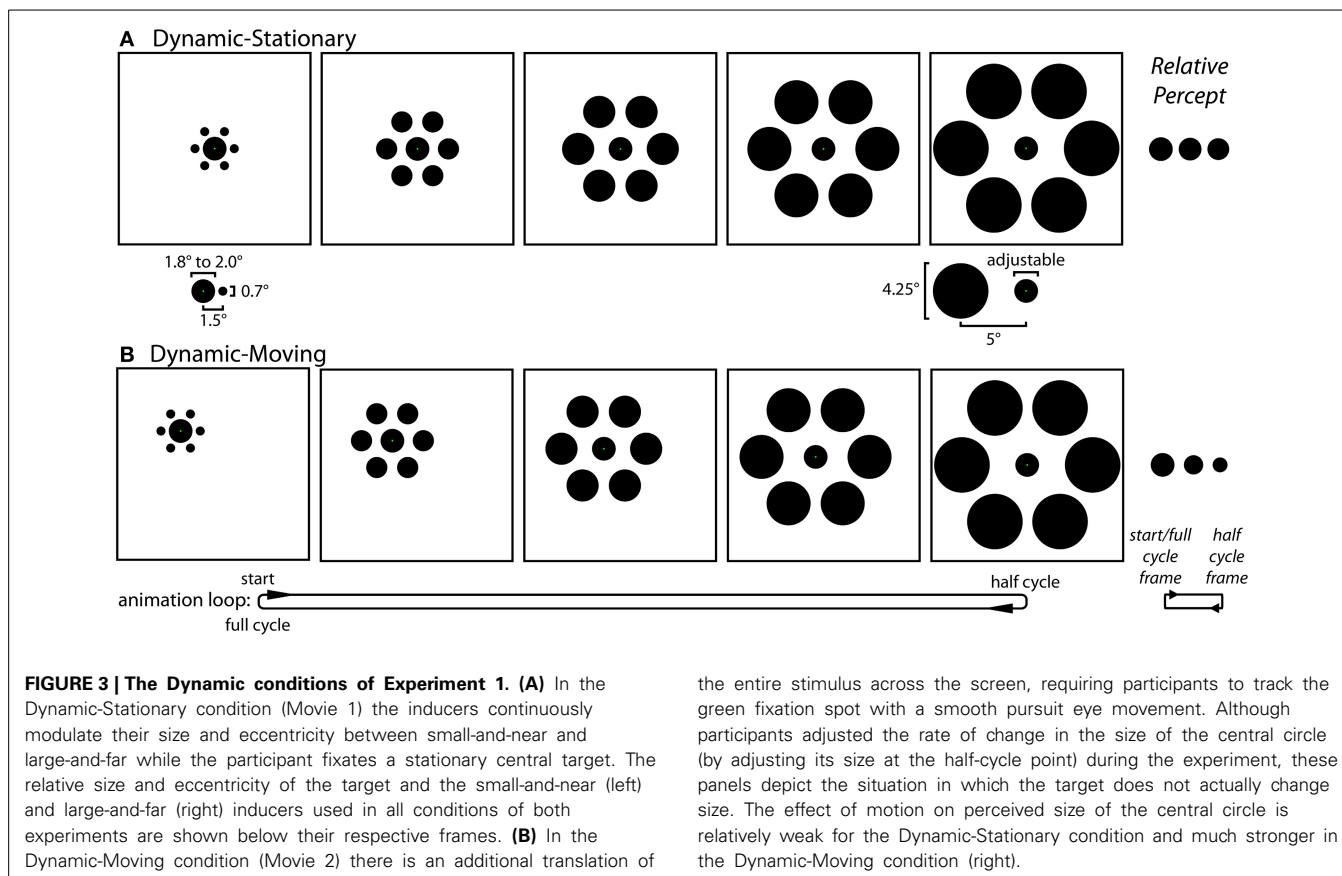 A Dynamic-Stationary
Relative
Percept
1.8° to 2.0°
0.7°
1.5°
adjustable
4.25°
5°
B Dynamic-Moving
start/full
cycle
frame
half
cycle
frame
start
half cycle
animation loop:
full cycle
FIGURE 3 | The Dynamic conditions of Experiment 1. (A) In the
Dynamic-Stationary condition (Movie 1) the inducers continuously
modulate their size and eccentricity between small-and-near and
large-and-far while the participant fixates a stationary central target. The
relative size and eccentricity of the target and the small-and-near (left)
and large-and-far (right) inducers used in all conditions of both
experiments are shown below their respective frames. (B) In the
Dynamic-Moving condition (Movie 2) there is an additional translation of
the entire stimulus across the screen, requiring participants to track the
green fixation spot with a smooth pursuit eye movement. Although
participants adjusted the rate of change in the size of the central circle
(by adjusting its size at the half-cycle point) during the experiment, these
panels depict the situation in which the target does not actually change
size. The effect of motion on perceived size of the central circle is
relatively weak for the Dynamic-Stationary condition and much stronger in
the Dynamic-Moving condition (right).